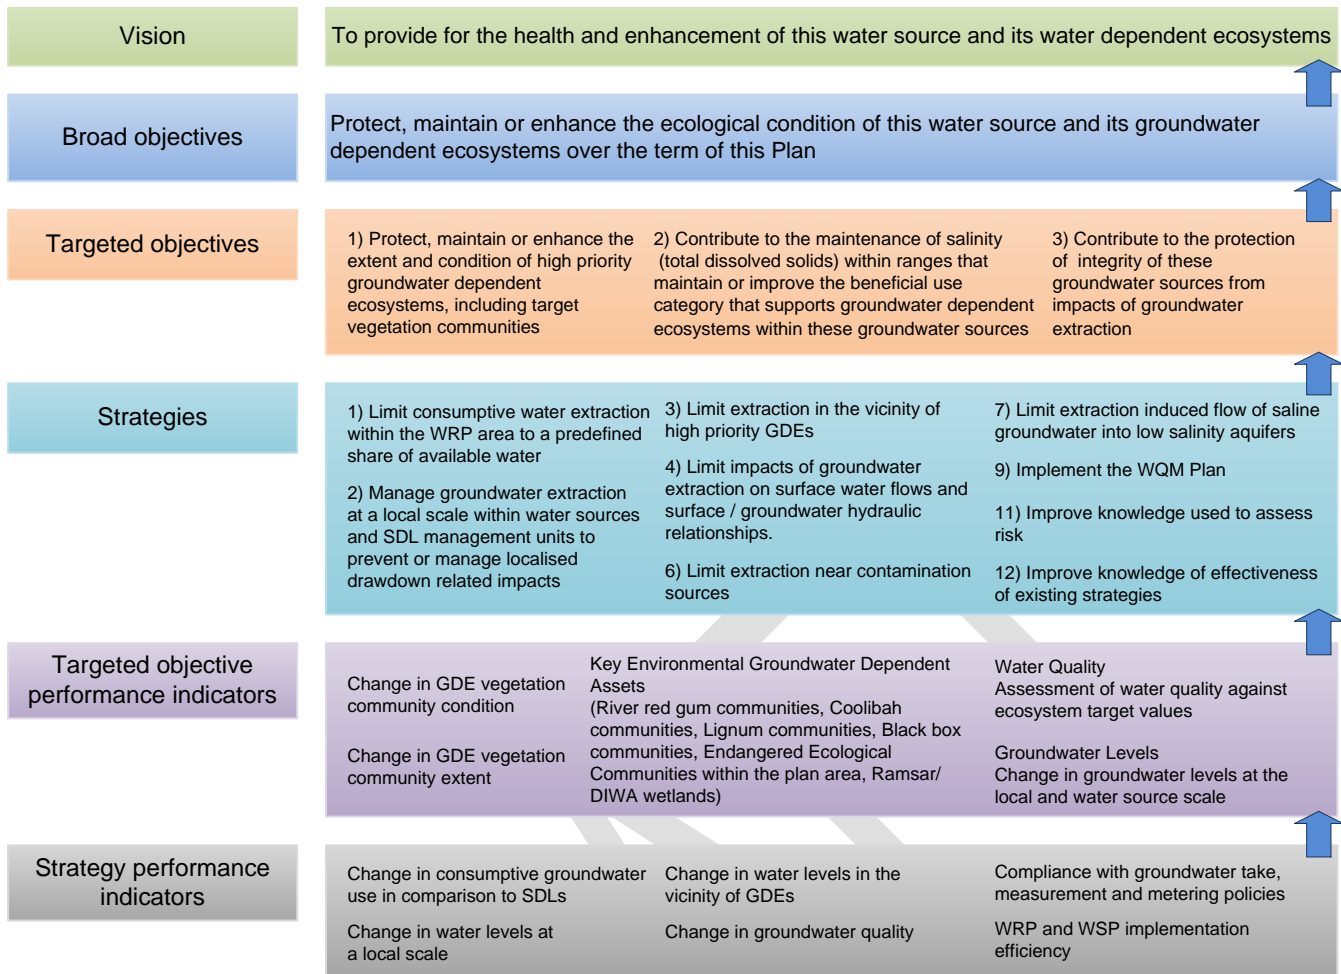 Vision
To provide for the health and enhancement of this water source and its water dependent ecosystems
Broad objectives
Protect, maintain or enhance the ecological condition of this water source and its groundwater
dependent ecosystems over the term of this Plan
Targeted objectives
1) Protect, maintain or enhance the
extent and condition of high priority
groundwater dependent
ecosystems, including target
vegetation communities
2) Contribute to the maintenance of salinity
(total dissolved solids) within ranges that
maintain or improve the beneficial use
category that supports groundwater dependent
ecosystems within these groundwater sources
3) Contribute to the protection
of integrity of these
groundwater sources from
impacts of groundwater
extraction
Strategies
1) Limit consumptive water extraction
within the WRP area to a predefined
share of available water
2) Manage groundwater extraction
at a local scale within water sources
and SDL management units to
prevent or manage localised
drawdown related impacts
3) Limit extraction in the vicinity of
high priority GDEs
4) Limit impacts of groundwater
extraction on surface water flows and
surface / groundwater hydraulic
relationships.
6) Limit extraction near contamination
sources
7) Limit extraction induced flow of saline
groundwater into low salinity aquifers
9) Implement the WQM Plan
11) Improve knowledge used to assess
risk
12) Improve knowledge of effectiveness
of existing strategies
Targeted objective
performance indicators
Change in GDE vegetation
community condition
Change in GDE vegetation
community extent
Key Environmental Groundwater Dependent
Assets
(River red gum communities, Coolibah
communities, Lignum communities, Black box
communities, Endangered Ecological
Communities within the plan area, Ramsar/
DIWA wetlands)
Water Quality
Assessment of water quality against
ecosystem target values
Groundwater Levels
Change in groundwater levels at the
local and water source scale
Strategy performance
indicators
Change in consumptive groundwater
use in comparison to SDLs
Change in water levels at
a local scale
Change in water levels in the
vicinity of GDEs
Change in groundwater quality
Compliance with groundwater take,
measurement and metering policies
WRP and WSP implementation
efficiency